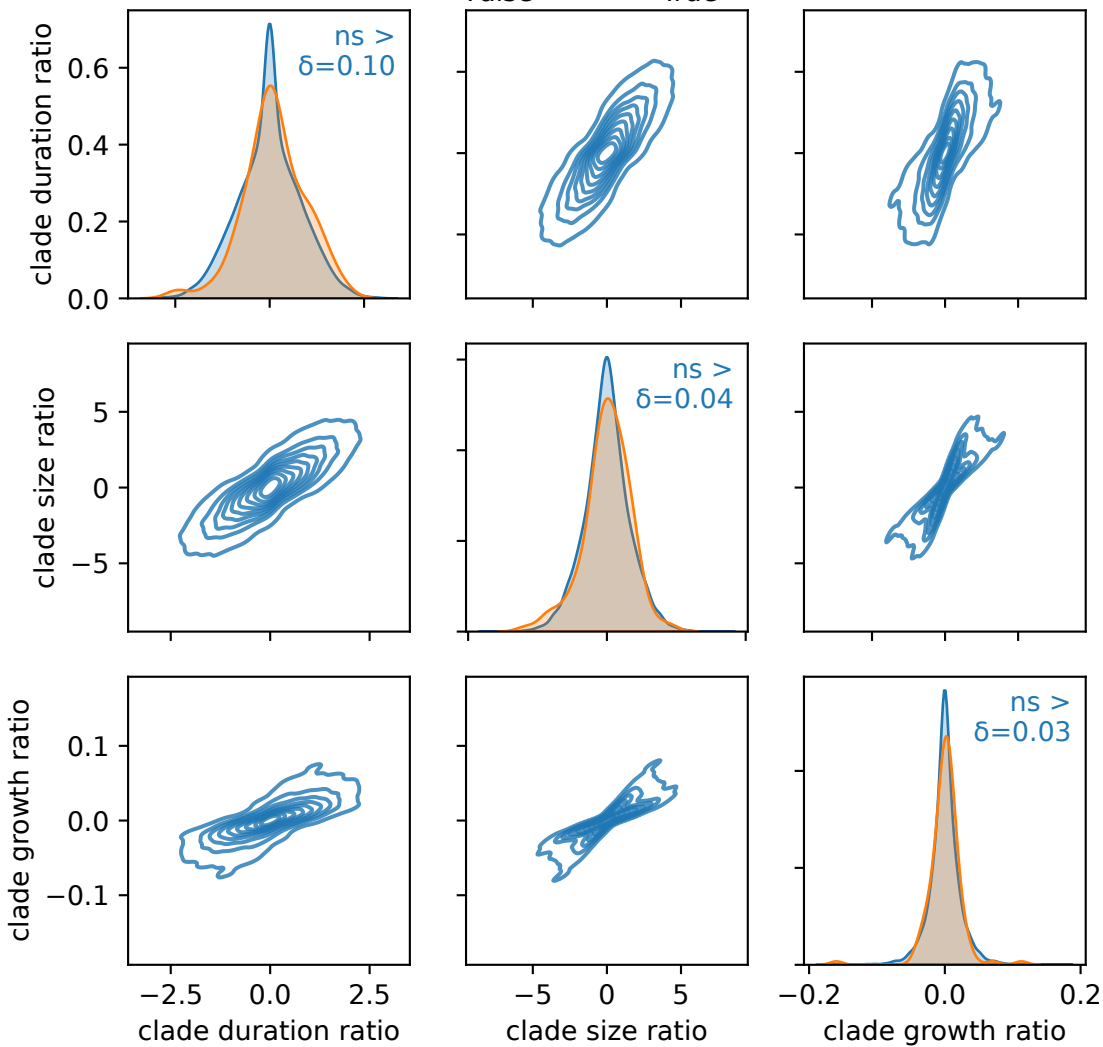 clade duration ratio
0.6
0.4
0.2
0.0
ns >
δ=0.10
clade size ratio
5
0
−5
ns >
δ=0.04
clade growth ratio
0.1
0.0
−0.1
ns >
δ=0.03
−2.5
0.0
2.5
−5
0
5
−0.2
0.0
0.2
clade duration ratio
clade size ratio
clade growth ratio